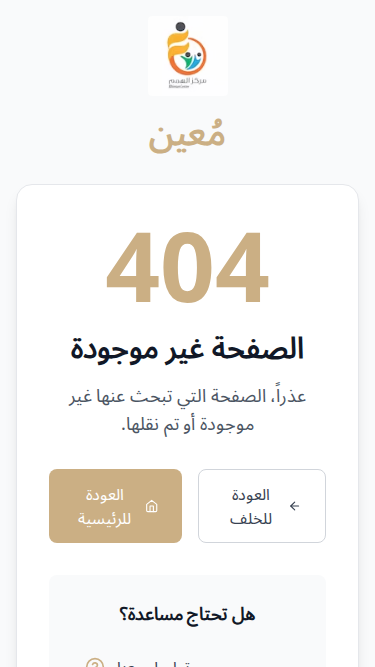 مركز الهمم
مُعين
404
الصفحة غير موجودة
عذراً، الصفحة التي تبحث عنها غير
موجودة أو تم نقلها.
العودة
للخلف
العودة
للرئيسية
هل تحتاج مساعدة؟